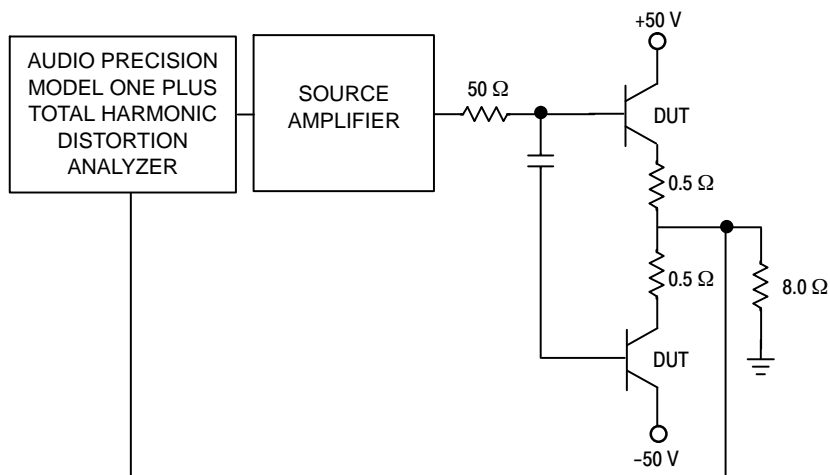 AUDIO PRECISION
MODEL ONE PLUS
TOTAL HARMONIC
DISTORTION
ANALYZER
SOURCE
AMPLIFIER
50 Ω
+50 V
DUT
0.5 Ω
0.5 Ω
8.0 Ω
DUT
−50 V